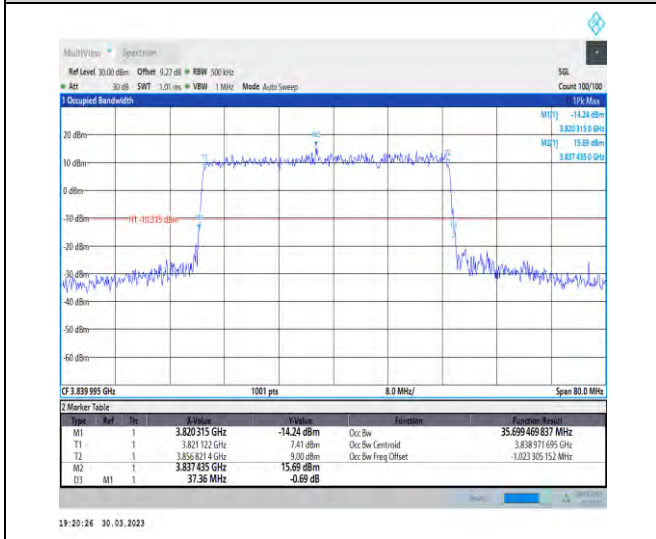 MultiView Spectrum
Ref Level 30.00 dBm Offset 9.27 dB RBW 500 kHz SGL
Att 30 dB SWT 1.01 ms VBW 1 MHz Mode Auto Sweep Count 100/100
1 Occupied Bandwidth 1Pk Max
M1[1] -14.24 dBm
3.820315 0 GHz
M2[1] 15.69 dBm
3.837 435 0 GHz
M2
20 dBm
T1 T2
10 dBm
0 dBm
-10 dBm H1 -10.315 dBm M1
-20 dBm
-30 dBm
-40 dBm
-50 dBm
-60 dBm
CF 3.839 995 GHz 1001 pts 8.0 MHz/ Span 80.0 MHz
2 Marker Table
Type Ref Trc X-Value Y-Value Function Function Result
M1 1 3.820 315 GHz -14.24 dBm Occ Bw 35.699 469 837 MHz
T1 1 3.821 122 GHz 7.41 dBm Occ Bw Centroid 3.838 971 695 GHz
T2 1 3.856 821 4 GHz 9.00 dBm Occ Bw Freq Offset -1.023 305 152 MHz
M2 1 3.837 435 GHz 15.69 dBm
D3 M1 1 37.36 MHz -0.69 dB
19:20:26 30.03.2023